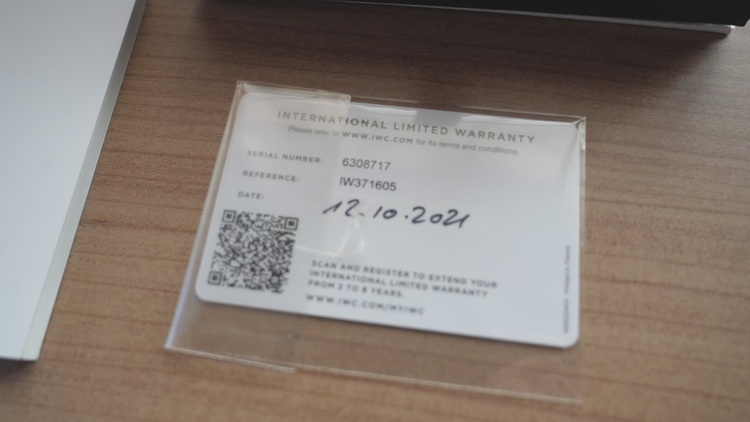 INTERNATIONAL LIMITED WARRANTY
Please refer to WWW.IWC.COM for its terms and conditions.
SERIAL NUMBER: 6308717
REFERENCE: IW371605
DATE: 12.10.2021
SCAN AND REGISTER TO EXTEND YOUR
INTERNATIONAL LIMITED WARRANTY
FROM 2 TO 8 YEARS.
WWW.IWC.COM/MYIWC